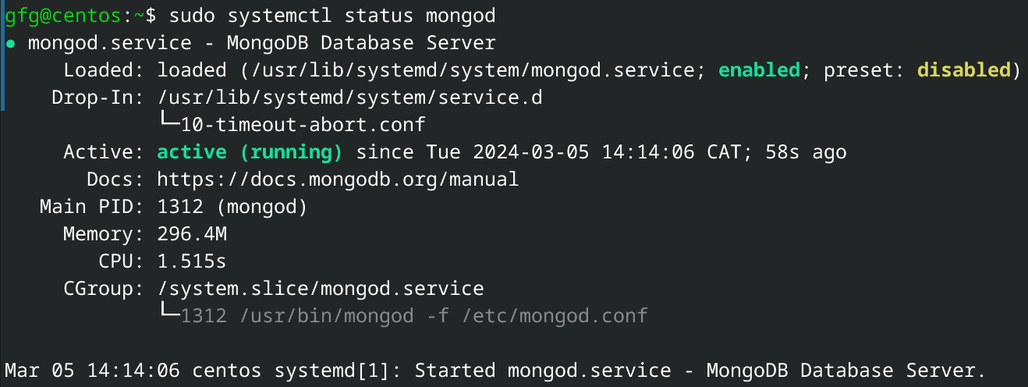 gfg@centos:~$ sudo systemctl status mongod
● mongod.service - MongoDB Database Server
     Loaded: loaded (/usr/lib/systemd/system/mongod.service; enabled; preset: disabled)
    Drop-In: /usr/lib/systemd/system/service.d
             └─10-timeout-abort.conf
     Active: active (running) since Tue 2024-03-05 14:14:06 CAT; 58s ago
       Docs: https://docs.mongodb.org/manual
   Main PID: 1312 (mongod)
     Memory: 296.4M
        CPU: 1.515s
     CGroup: /system.slice/mongod.service
             └─1312 /usr/bin/mongod -f /etc/mongod.conf

Mar 05 14:14:06 centos systemd[1]: Started mongod.service - MongoDB Database Server.